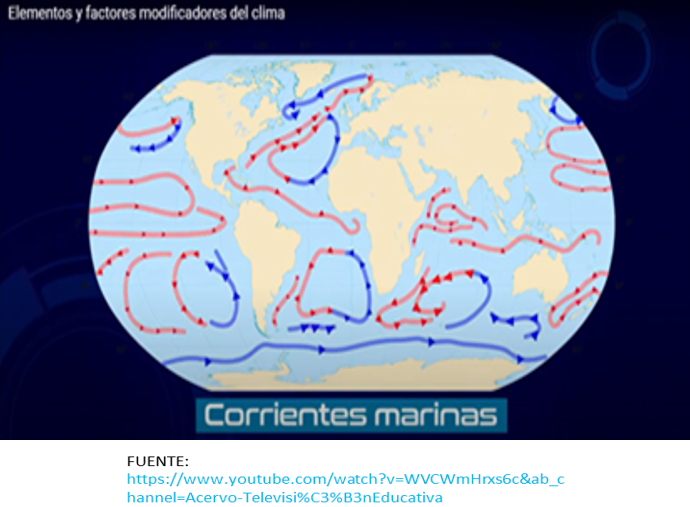 Elementos y factores modificadores del clima
Corrientes marinas
FUENTE:
https://www.youtube.com/watch?v=WVCWmHrxs6c&ab_c
hannel=Acervo-Televisi%C3%B3nEducativa